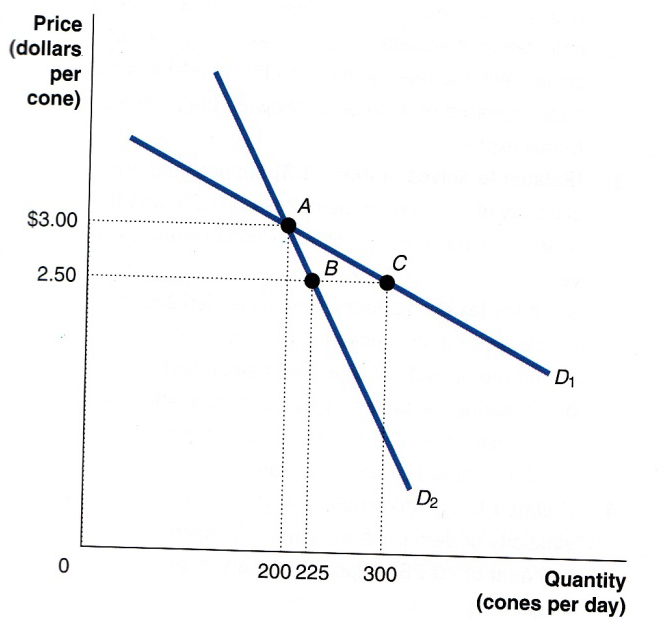 Price
(dollars
per
cone)
A
$3.00
B
C
2.50
D1
D2
0
200 225
300
Quantity
(cones per day)